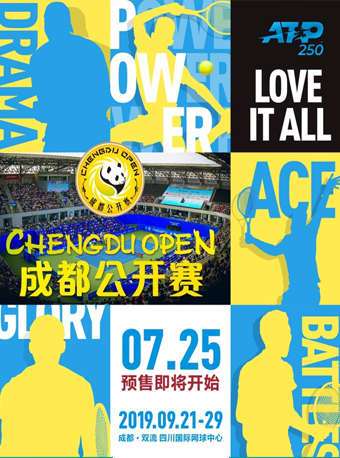 DRAMA
POWER
POWER
ATP
250
LOVE
IT ALL
CHENGDU OPEN
成都公开赛
ACE
CHENGDU OPEN
成都公开赛
GLORY
07.25
预售即将开始
2019.09.21-29
成都·双流 四川国际网球中心
BATTLES